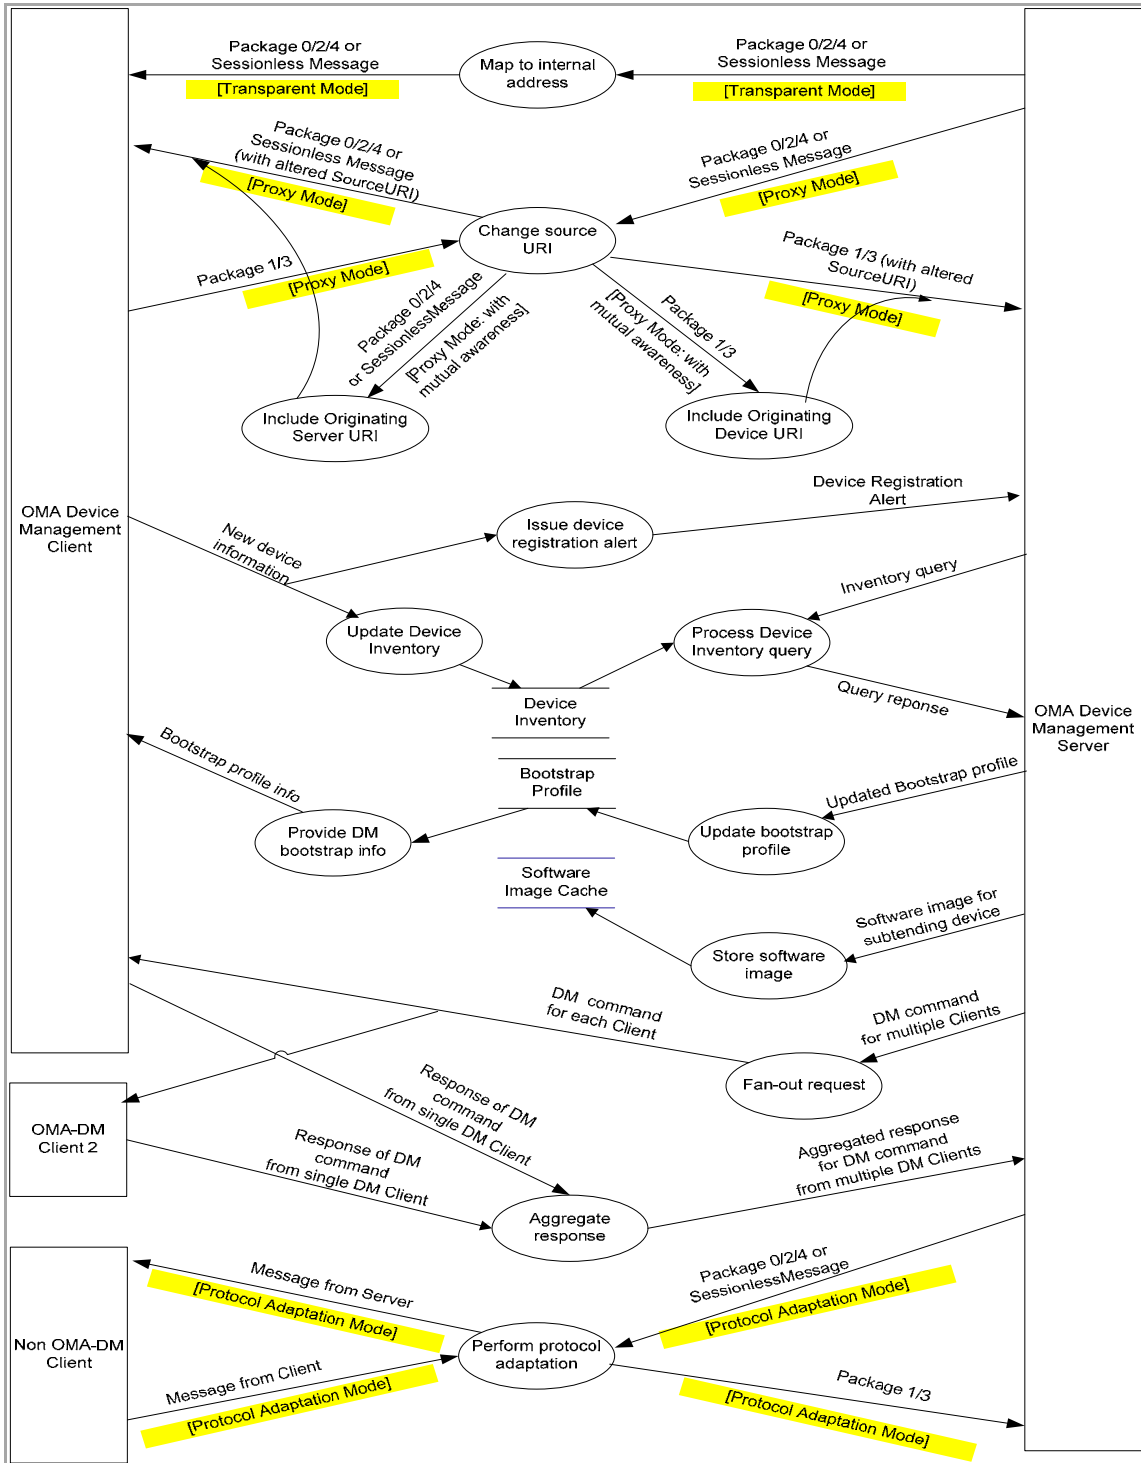 Package 0/2/4 or
Sessionless Message
[Transparent Mode]
Map to internal
address
Package 0/2/4 or
Sessionless Message
[Transparent Mode]
Package 0/2/4 or
Sessionless Message
(with altered SourceURI)
[Proxy Mode]
Package 0/2/4 or
Sessionless Message
[Proxy Mode]
Change source
URI
Package 1/3
[Proxy Mode]
Package 1/3 (with altered
SourceURI)
[Proxy Mode]
Package 0/2/4
or SessionlessMessage
[Proxy Mode: with
mutual awareness]
Package 1/3
[Proxy Mode: with
mutual awareness]
Include Originating
Server URI
Include Originating
Device URI
OMA Device
Management
Client
New device
information
Issue device
registration alert
Device Registration
Alert
Inventory query
Update Device
Inventory
Process Device
Inventory query
Query reponse
Device
Inventory
OMA Device
Management
Server
Bootstrap profile info
Bootstrap
Profile
Updated Bootstrap profile
Provide DM
bootstrap info
Update bootstrap
profile
Software
Image Cache
Software image for
subtending device
Store software
image
DM command
for each Client
DM command
for multiple Clients
Fan-out request
OMA-DM
Client 2
Response of DM
command
from single DM Client
Response of DM
command
from single DM Client
Aggregated response
for DM command
from multiple DM Clients
Aggregate
response
Non OMA-DM
Client
Message from Server
[Protocol Adaptation Mode]
Package 0/2/4 or
SessionlessMessage
[Protocol Adaptation Mode]
Perform protocol
adaptation
Message from Client
[Protocol Adaptation Mode]
Package 1/3
[Protocol Adaptation Mode]